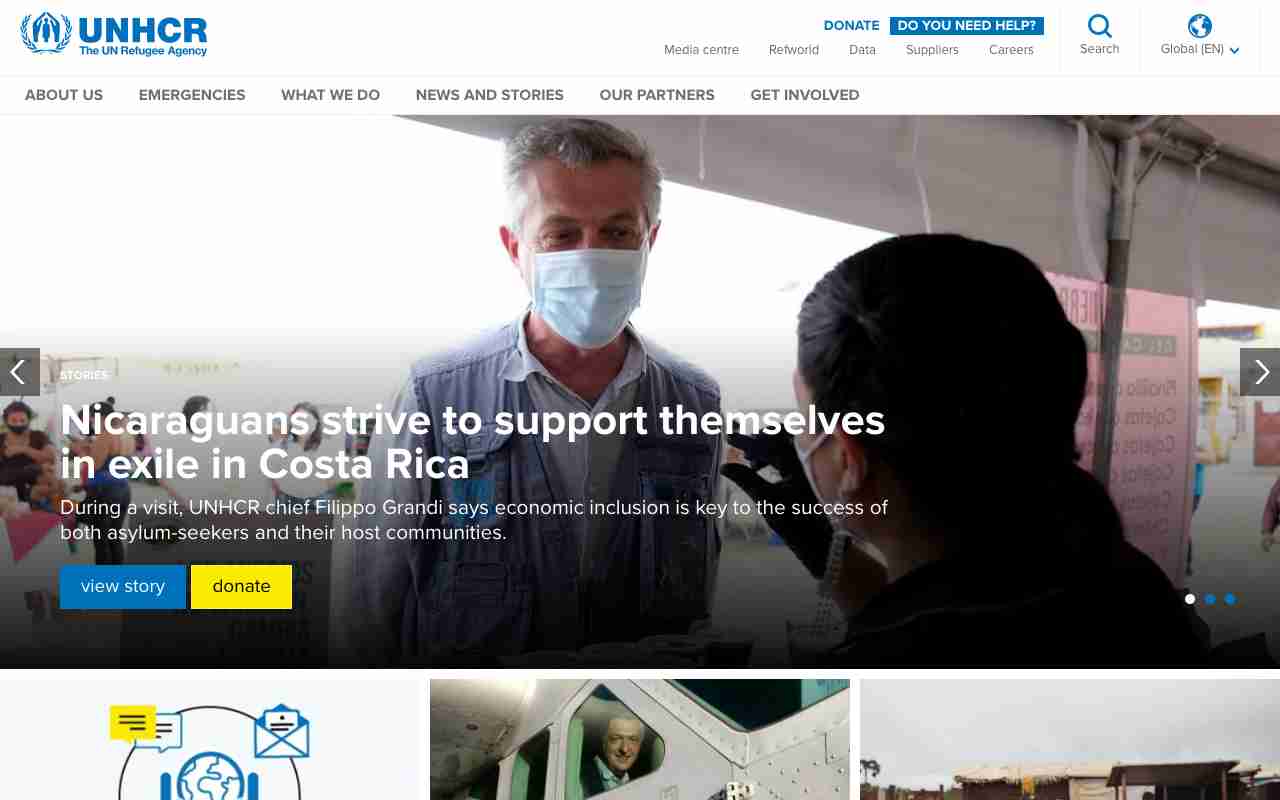 UNHCR
The UN Refugee Agency
DONATE
DO YOU NEED HELP?
Media centre
Refworld
Data
Suppliers
Careers
Search
Global (EN)
ABOUT US
EMERGENCIES
WHAT WE DO
NEWS AND STORIES
OUR PARTNERS
GET INVOLVED
STORIES
Nicaraguans strive to support themselves
in exile in Costa Rica
During a visit, UNHCR chief Filippo Grandi says economic inclusion is key to the success of
both asylum-seekers and their host communities.
view story
donate